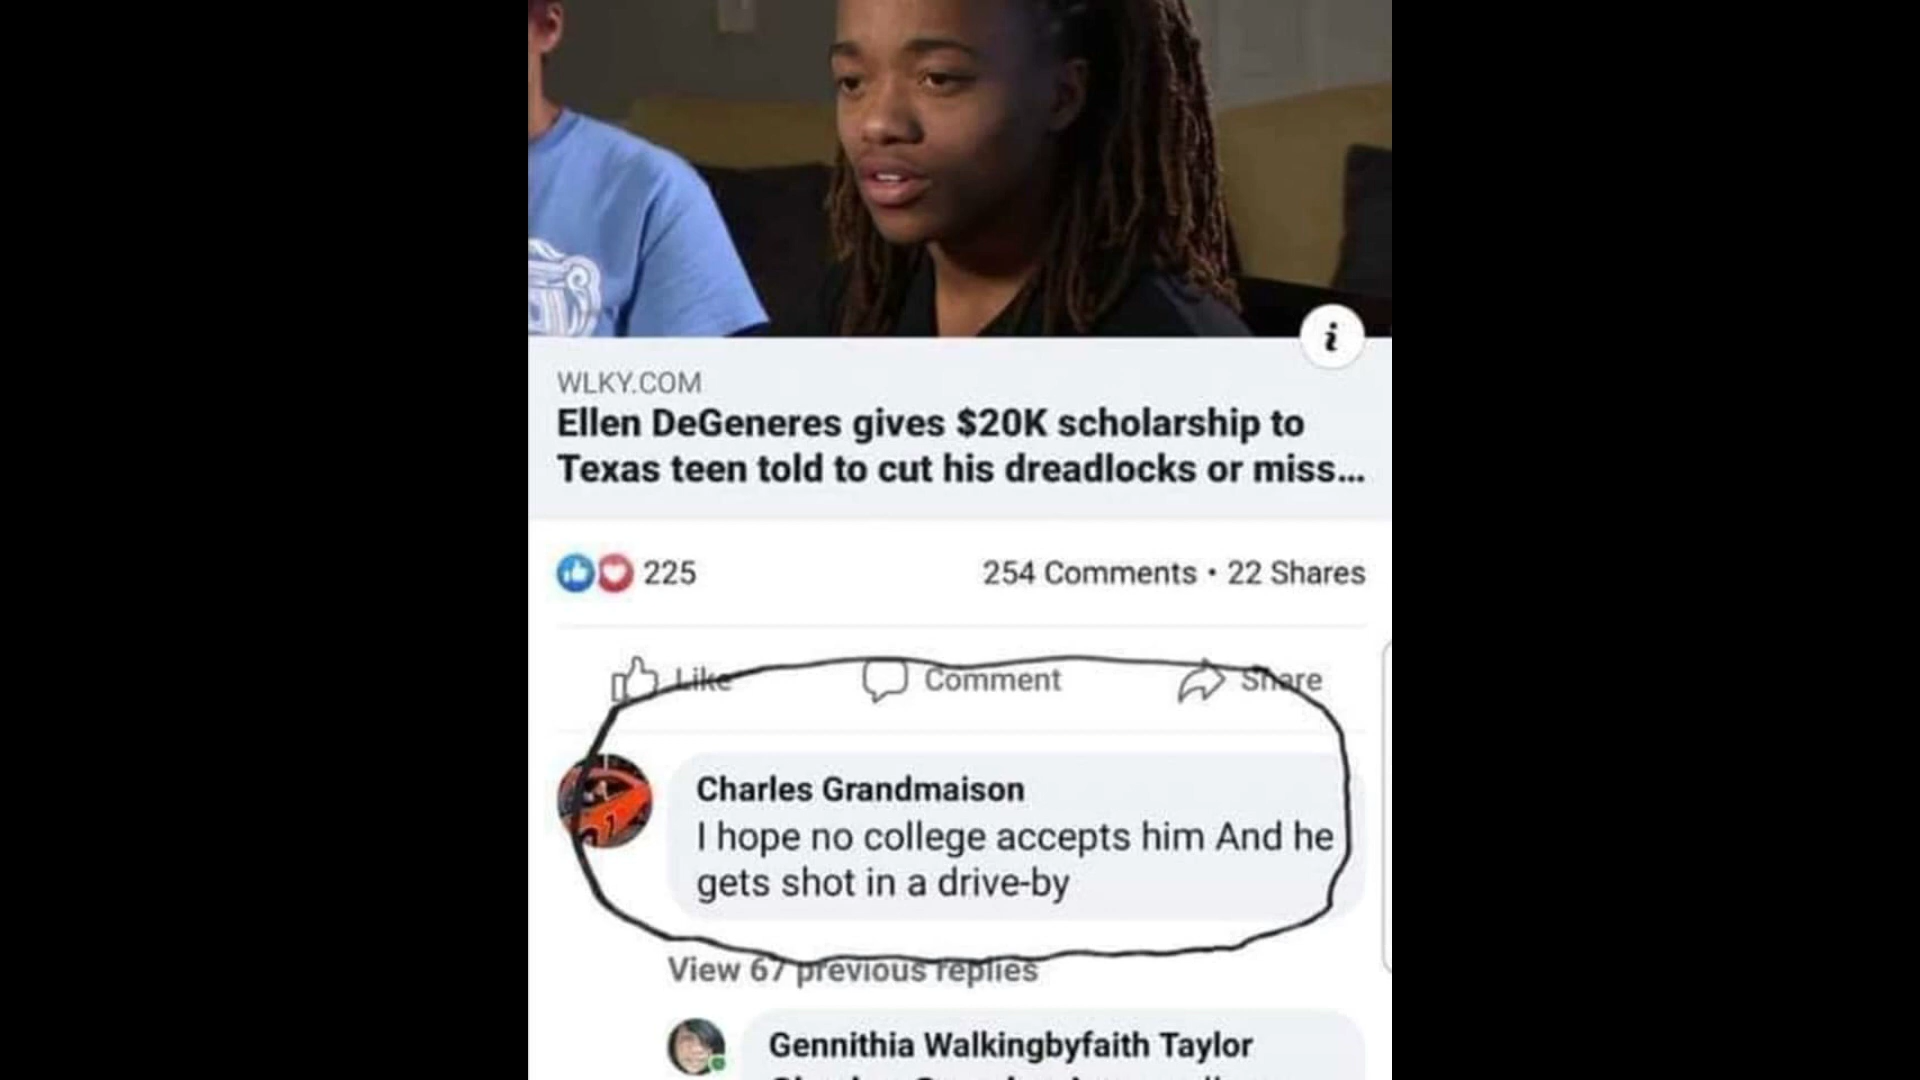 WLKY.COM
Ellen DeGeneres gives $20K scholarship to
Texas teen told to cut his dreadlocks or miss...
225
254 Comments • 22 Shares
Like
Comment
Share
Charles Grandmaison
I hope no college accepts him And he
gets shot in a drive-by
View 67 previous replies
Gennithia Walkingbyfaith Taylor